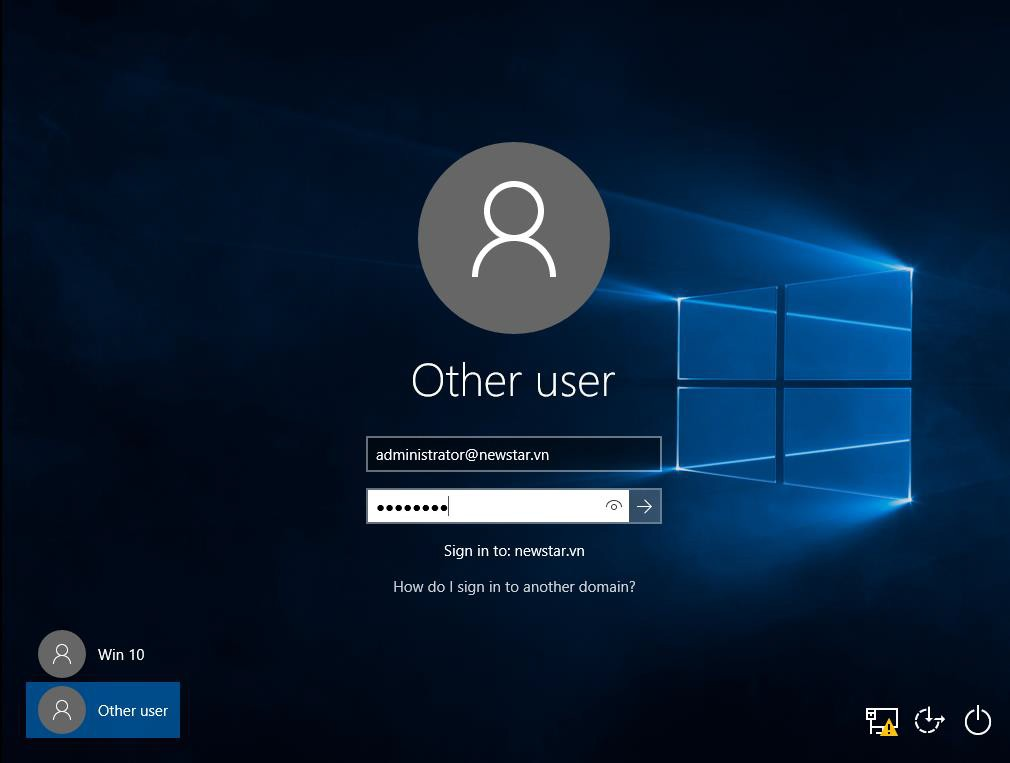 Other user
administrator@newstar.vn
●●●●●●●●
Sign in to: newstar.vn
How do I sign in to another domain?
Win 10
Other user